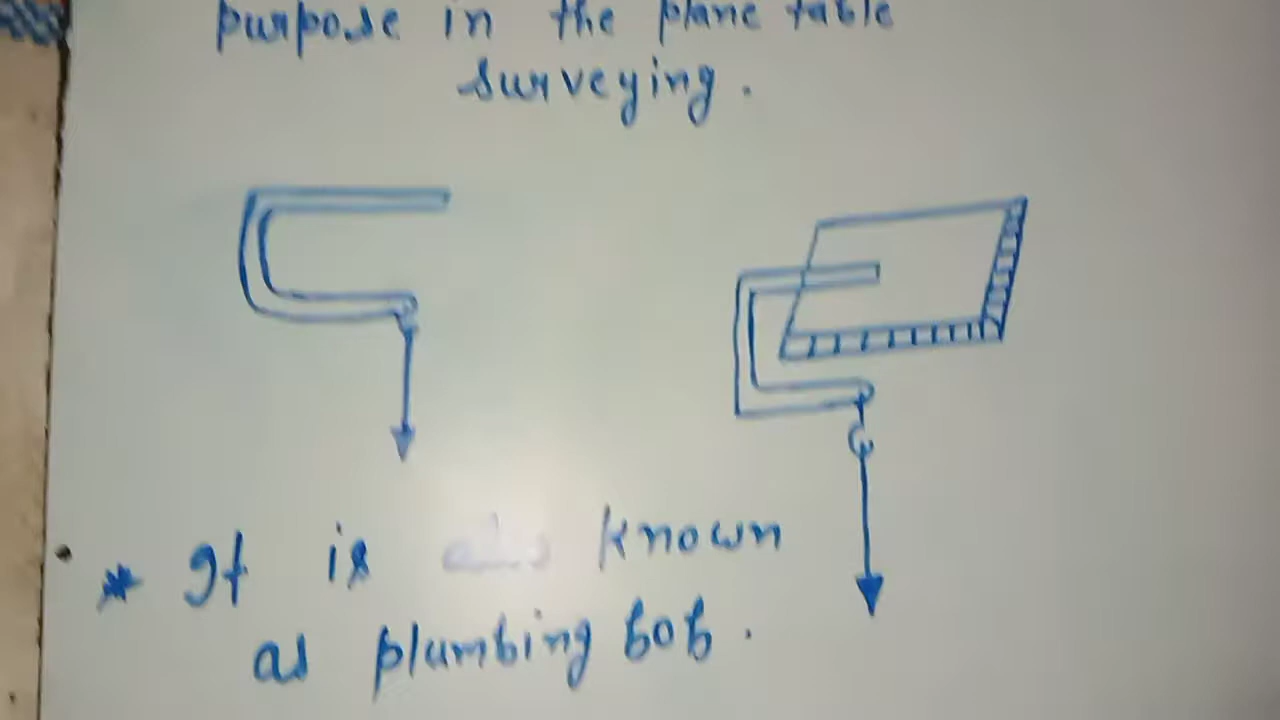 purpose in the plane table
surveying.
* It is known
as plumbing bob.